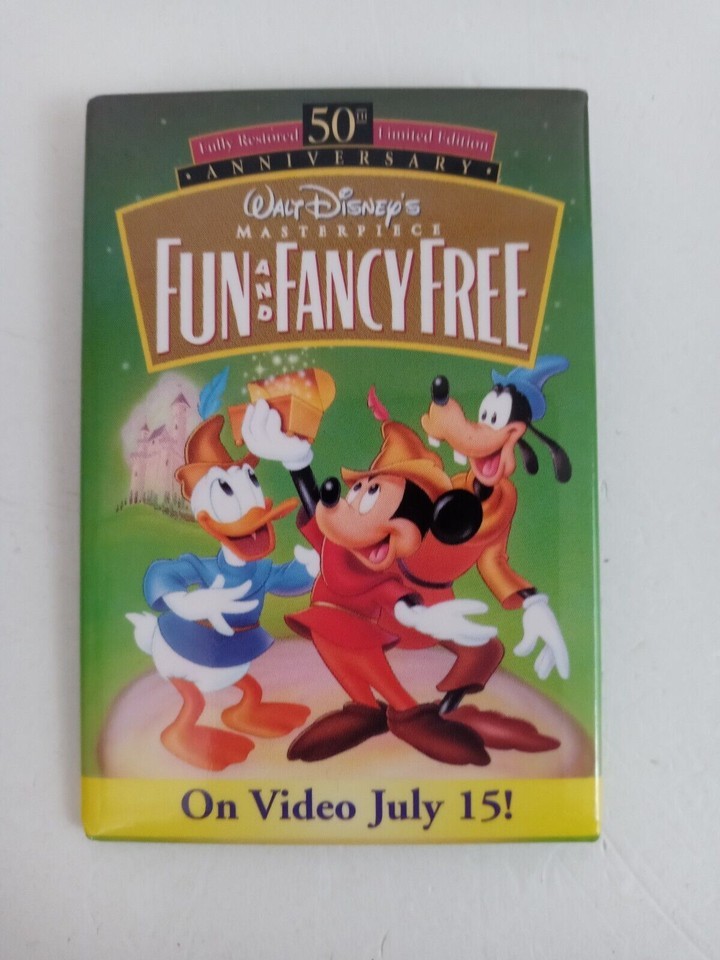 Fully Restored 50TH Limited Edition
· ANNIVERSARY ·
WALT DISNEY'S
MASTERPIECE
FUN AND FANCY FREE
On Video July 15!